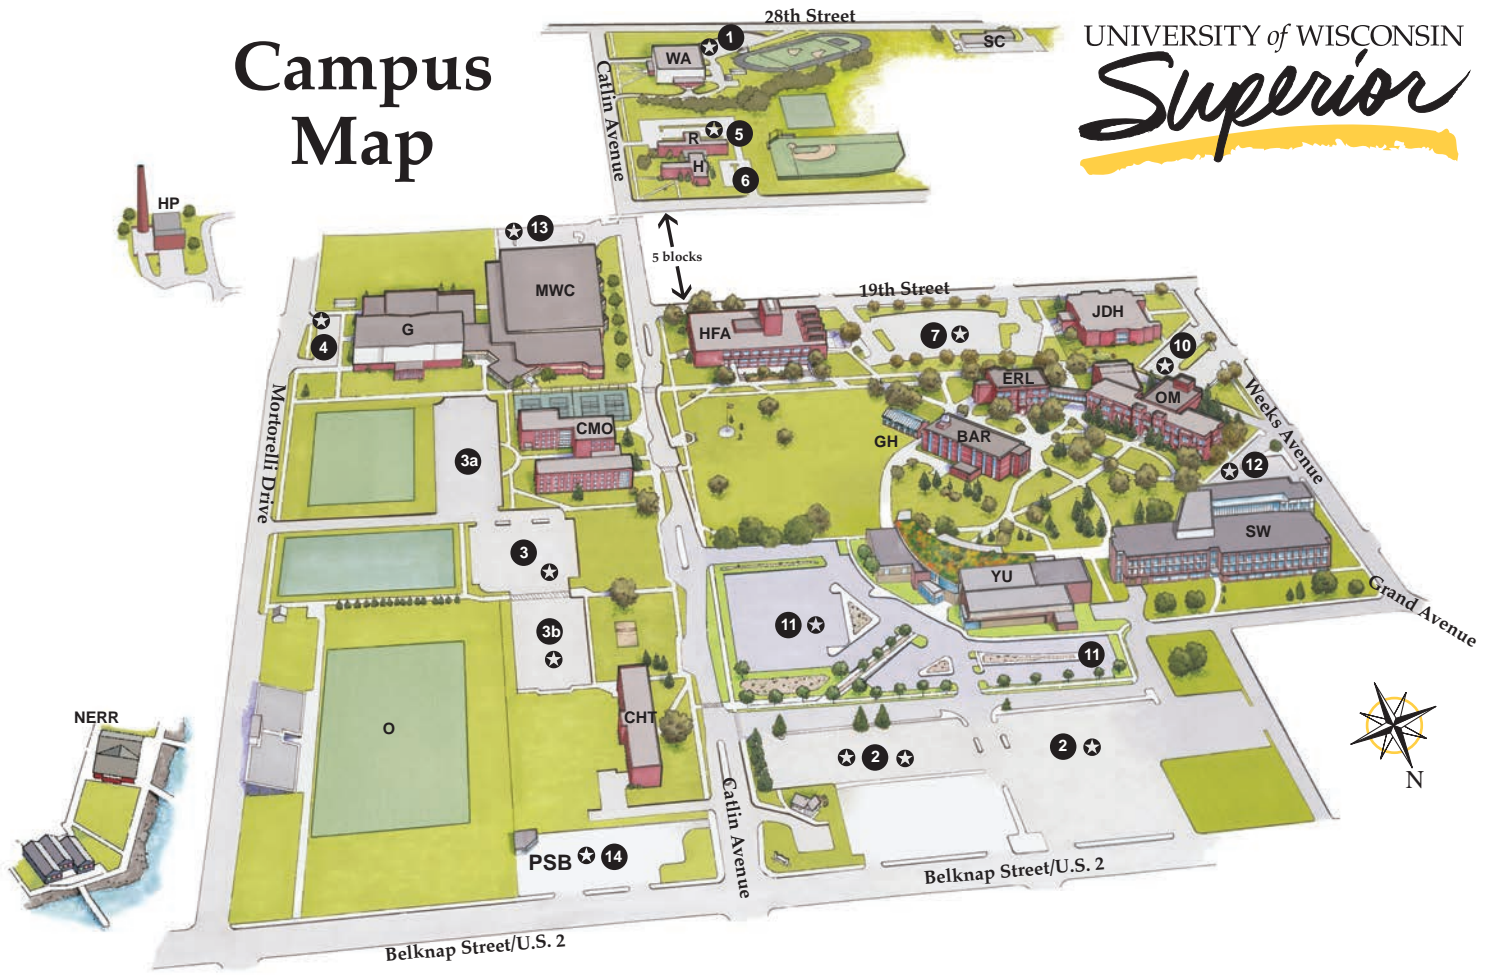 Campus
Map
28th Street
UNIVERSITY of WISCONSIN
Superior
1
WA
SC
Catlin Avenue
R
5
H
6
HP
13
5 blocks
MWC
19th Street
G
4
HFA
7
JDH
10
ERL
OM
Weeks Avenue
Mortorelli Drive
CMO
GH
BAR
3a
12
3
SW
YU
Grand Avenue
3b
11
11
NERR
O
CHT
2
2
N
Catlin Avenue
PSB
14
Belknap Street/U.S. 2
Belknap Street/U.S. 2